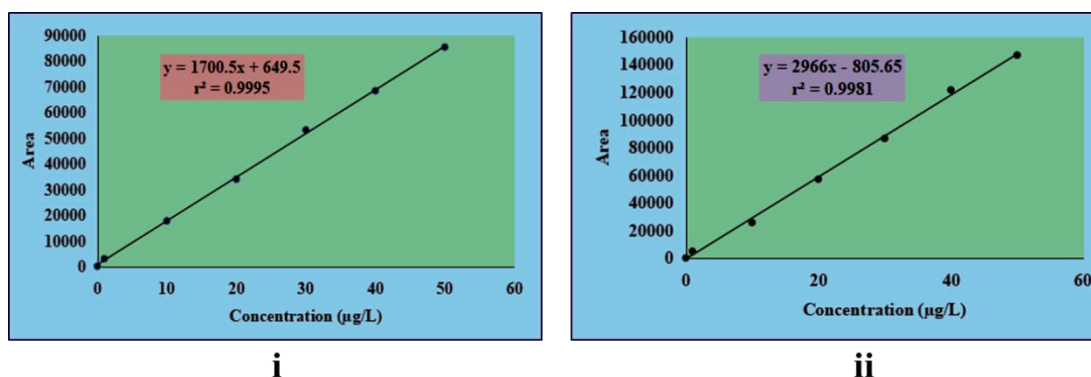 90000
80000
70000
60000
50000
40000
30000
20000
10000
0
Area
y = 1700.5x + 649.5
r² = 0.9995
0 10 20 30 40 50 60
Concentration (µg/L)
i
160000
140000
120000
100000
80000
60000
40000
20000
0
Area
y = 2966x - 805.65
r² = 0.9981
0 20 40 60
Concentration (µg/L)
ii